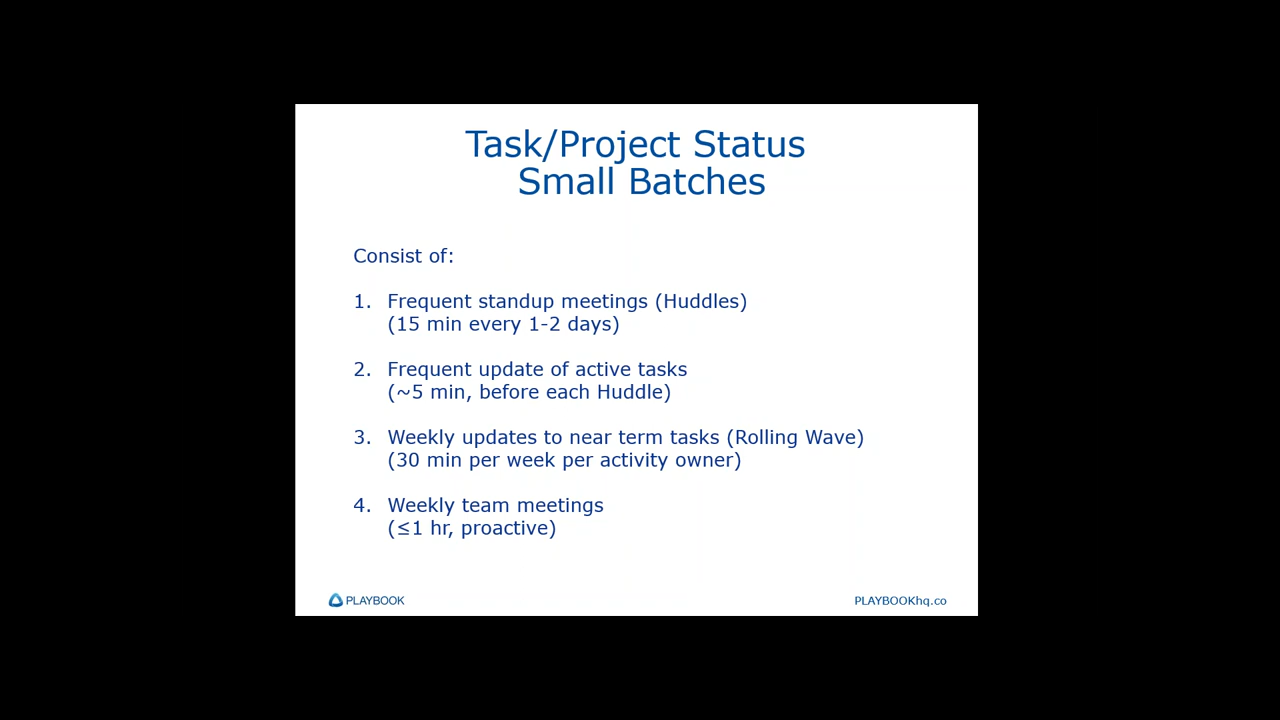 Task/Project Status
Small Batches
Consist of:
1. Frequent standup meetings (Huddles)
(15 min every 1-2 days)
2. Frequent update of active tasks
(~5 min, before each Huddle)
3. Weekly updates to near term tasks (Rolling Wave)
(30 min per week per activity owner)
4. Weekly team meetings
(≤1 hr, proactive)
PLAYBOOK
PLAYBOOKhq.co